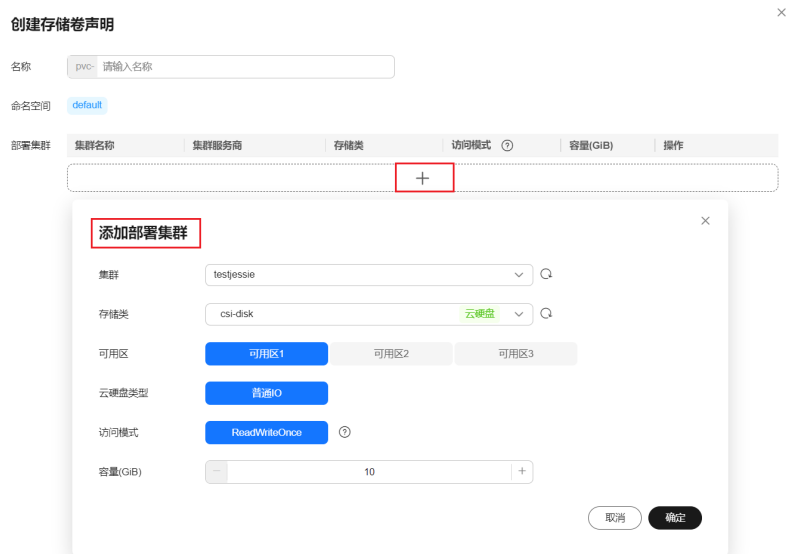 创建存储卷声明
名称 pvc- 请输入名称
命名空间 default
部署集群 集群名称 集群服务商 存储类 访问模式 ? 容量(GiB) 操作
+
添加部署集群
集群 testjessie
存储类 csi-disk 云硬盘
可用区 可用区1 可用区2 可用区3
云硬盘类型 普通IO
访问模式 ReadWriteOnce ?
容量(GiB) − 10 +
取消 确定